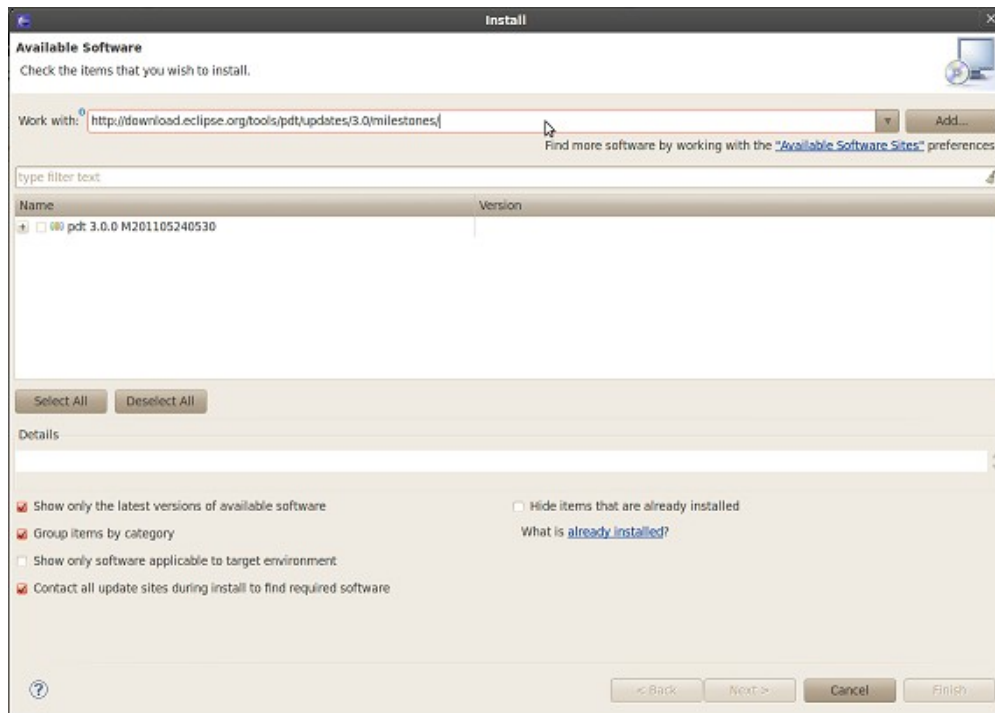 Install
Available Software
Check the items that you wish to install.
Work with: http://download.eclipse.org/tools/pdt/updates/3.0/milestones/ Add...
Find more software by working with the "Available Software Sites" preferences
type filter text
Name Version
pdt 3.0.0 M201105240530
Select All Deselect All
Details
Show only the latest versions of available software Hide items that are already installed
Group items by category What is already installed?
Show only software applicable to target environment
Contact all update sites during install to find required software
< Back Next > Cancel Finish